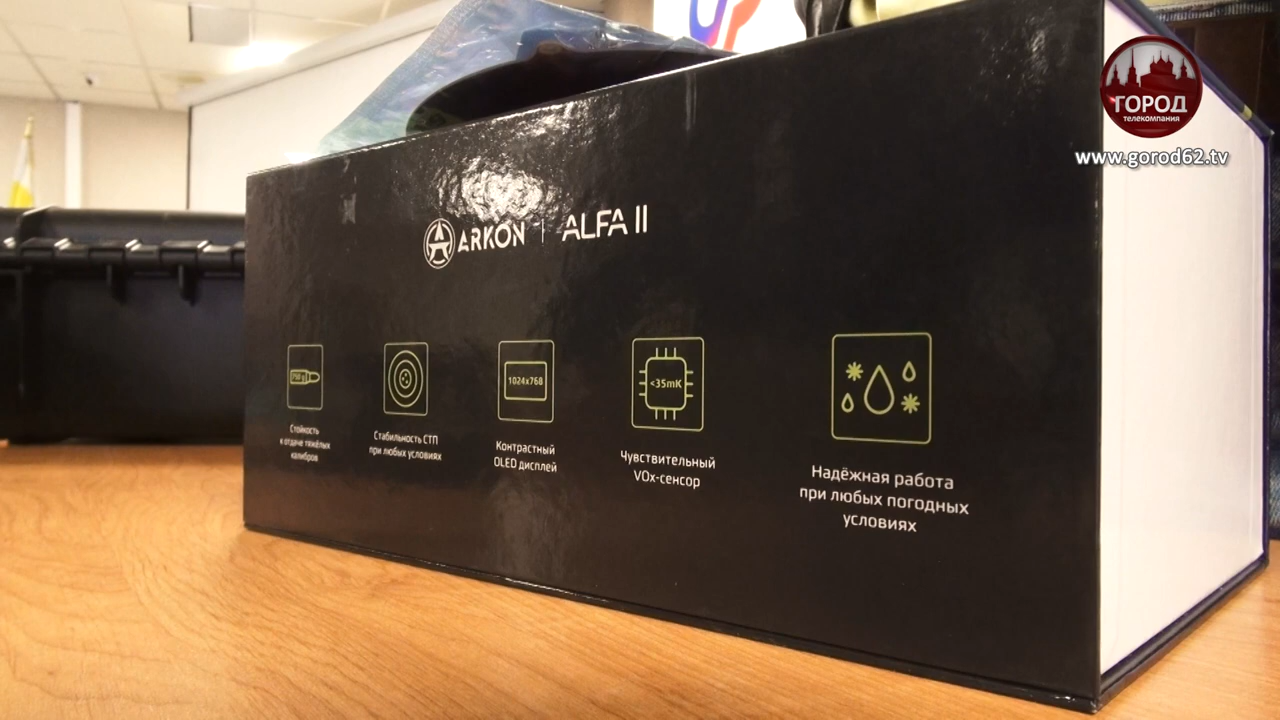 ГОРОД
телекомпания
www.gorod62.tv
ARKON | ALFA II
1024x768
<35mK
Стойкость
к отдаче тяжёлых
калибров
Стабильность СТП
при любых условиях
Контрастный
OLED дисплей
Чувствительный
VOx-сенсор
Надёжная работа
при любых погодных
условиях